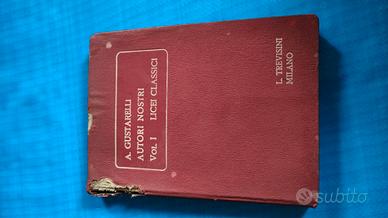 A. GUSTARELLI
AUTORI NOSTRI
VOL. I LICEI CLASSICI
L. TREVISINI
MILANO
subito